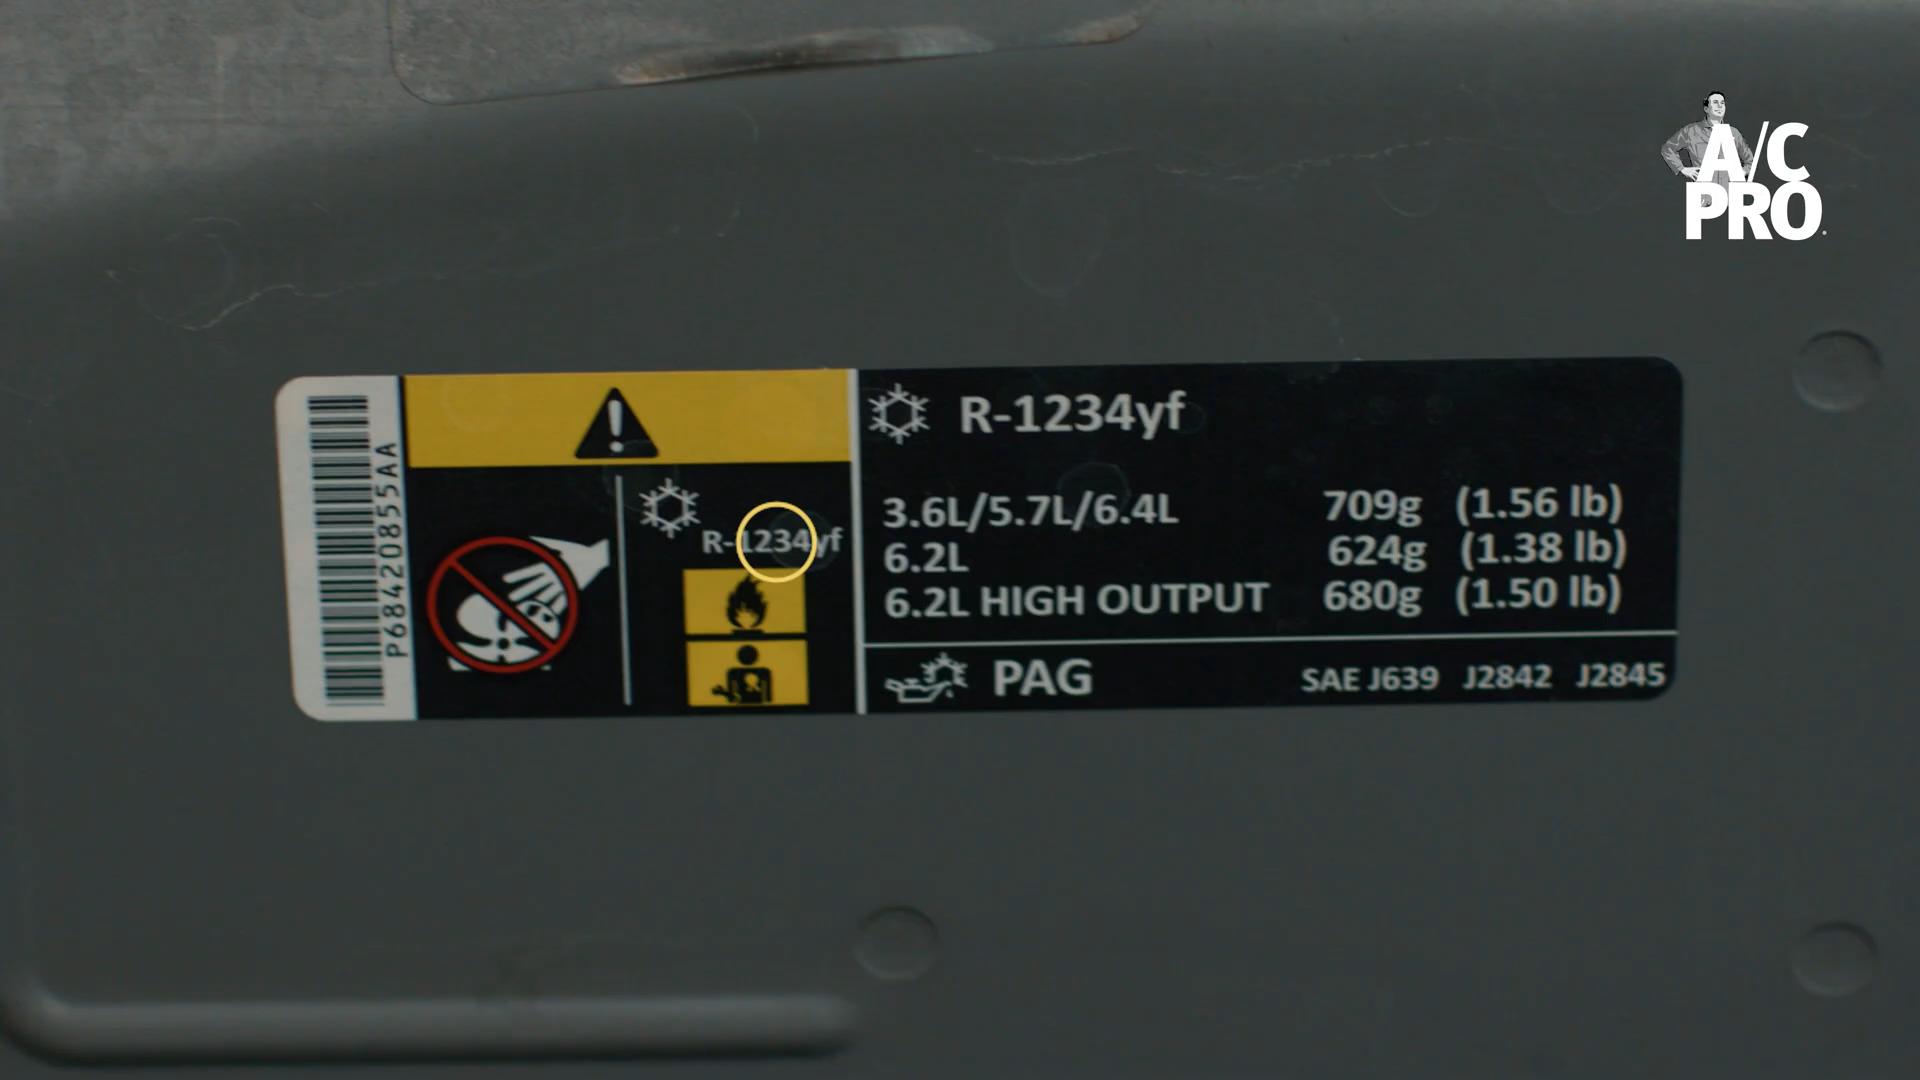 A/C
PRO
P68420855AA
R-1234yf
R-1234yf
3.6L/5.7L/6.4L 709g (1.56 lb)
6.2L 624g (1.38 lb)
6.2L HIGH OUTPUT 680g (1.50 lb)
PAG SAE J639 J2842 J2845